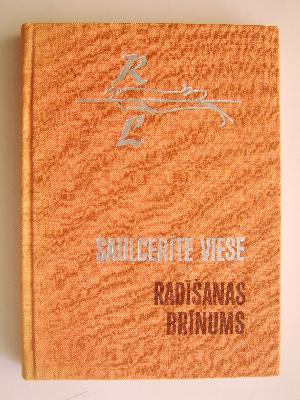 R
L
SAULCERĪTE VIESE
RADĪŠANAS
BRĪNUMS